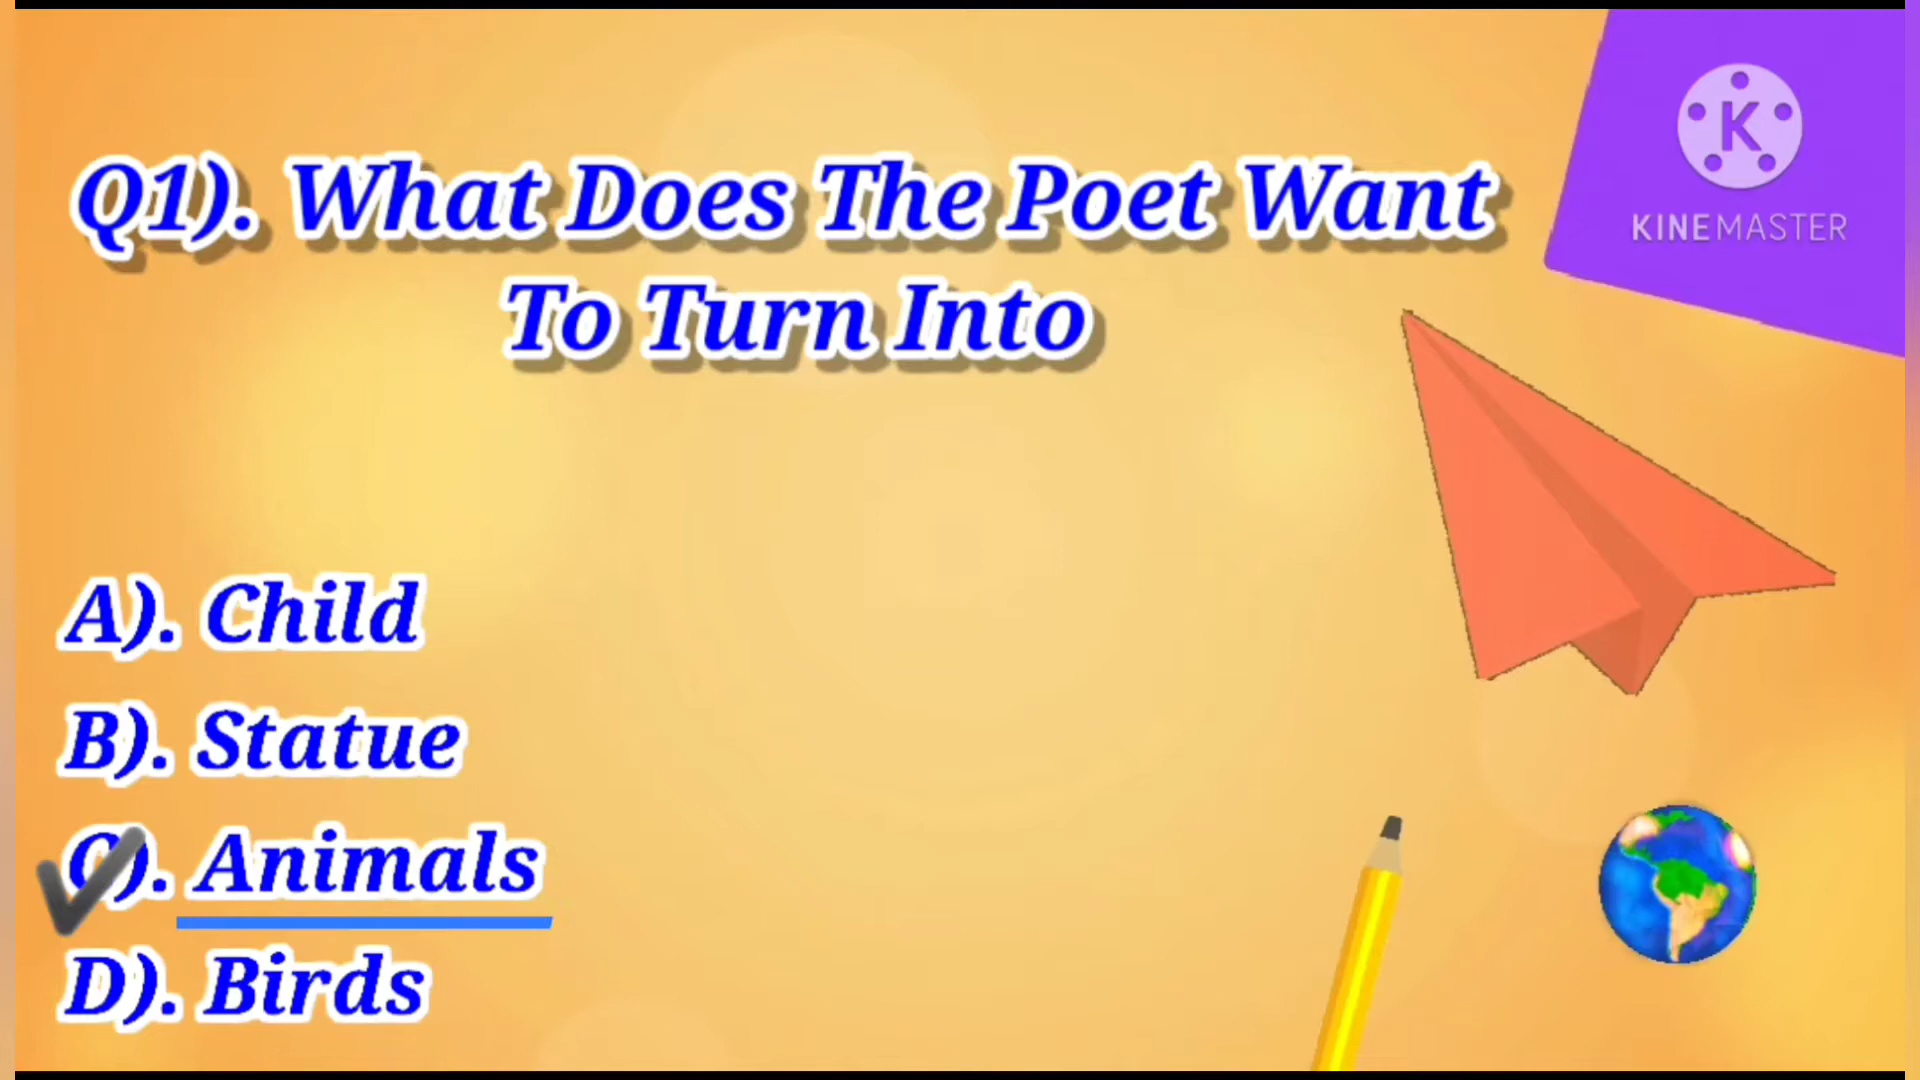 Q1). What Does The Poet Want
To Turn Into
K
KINEMASTER
A). Child
B). Statue
C). Animals
D). Birds